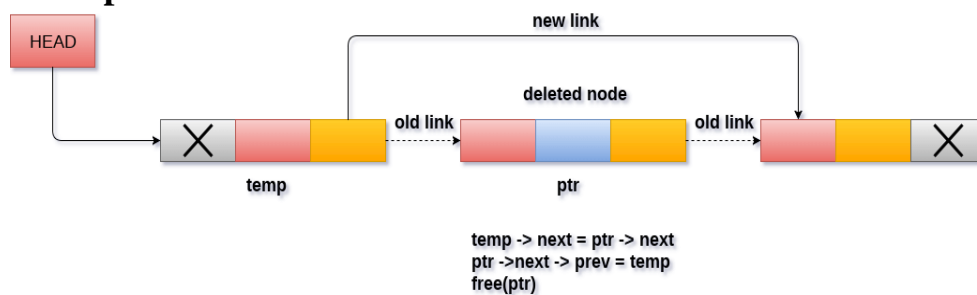 HEAD
new link
deleted node
old link
old link
temp
ptr
temp -> next = ptr -> next
ptr ->next -> prev = temp
free(ptr)